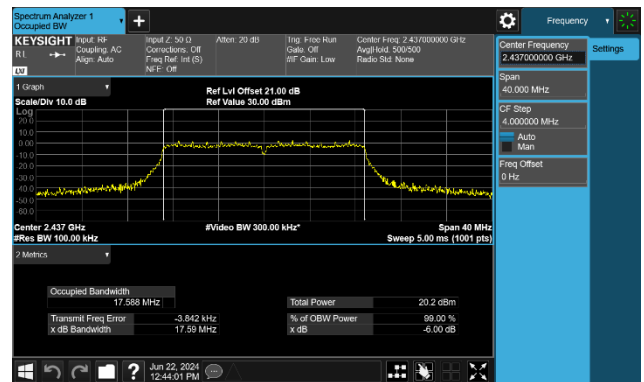 Spectrum Analyzer 1
Occupied BW
Frequency
KEYSIGHT
RL
Input: RF
Coupling: AC
Align: Auto
Input Z: 50 Ω
Corrections: Off
Freq Ref: Int (S)
NFE: Off
Atten: 20 dB
Trig: Free Run
Gate: Off
#IF Gain: Low
Center Freq: 2.437000000 GHz
Avg|Hold: 500/500
Radio Std: None
LXI
Center Frequency
2.437000000 GHz
Settings
Span
40.000 MHz
CF Step
4.000000 MHz
Auto
Man
Freq Offset
0 Hz
1 Graph
Scale/Div 10.0 dB
Ref Lvl Offset 21.00 dB
Ref Value 30.00 dBm
Log
20.0
10.0
0.00
-10.0
-20.0
-30.0
-40.0
-50.0
-60.0
Center 2.437 GHz
#Res BW 100.00 kHz
#Video BW 300.00 kHz*
Span 40 MHz
Sweep 5.00 ms (1001 pts)
2 Metrics
Occupied Bandwidth
17.588 MHz
Total Power 20.2 dBm
Transmit Freq Error -3.842 kHz
% of OBW Power 99.00 %
x dB Bandwidth 17.59 MHz
x dB -6.00 dB
?
Jun 22, 2024
12:44:01 PM